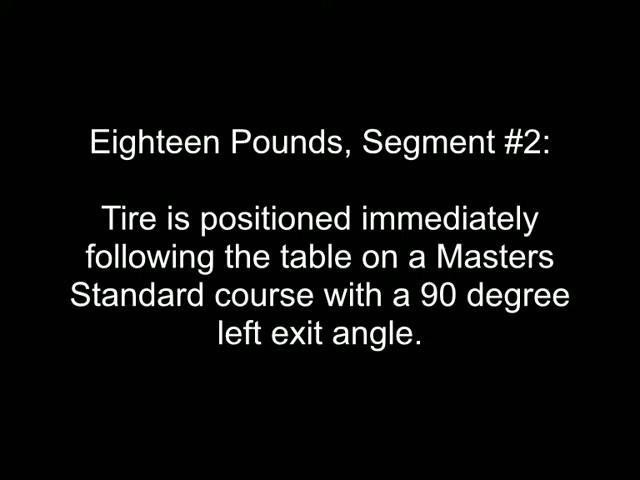 Eighteen Pounds, Segment #2:
Tire is positioned immediately
following the table on a Masters
Standard course with a 90 degree
left exit angle.